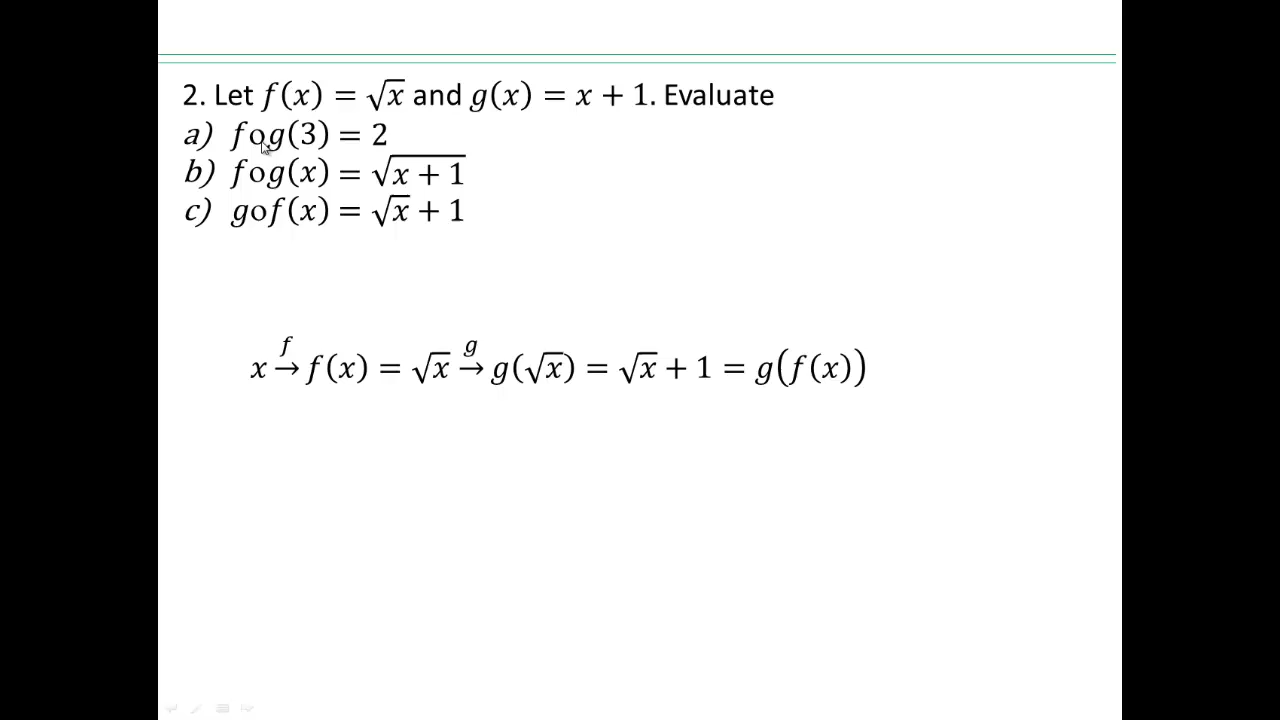 2. Let f(x) = √x and g(x) = x + 1. Evaluate
a) fog(3) = 2
b) fog(x) = √(x + 1)
c) gof(x) = √x + 1
x →^f f(x) = √x →^g g(√x) = √x + 1 = g(f(x))